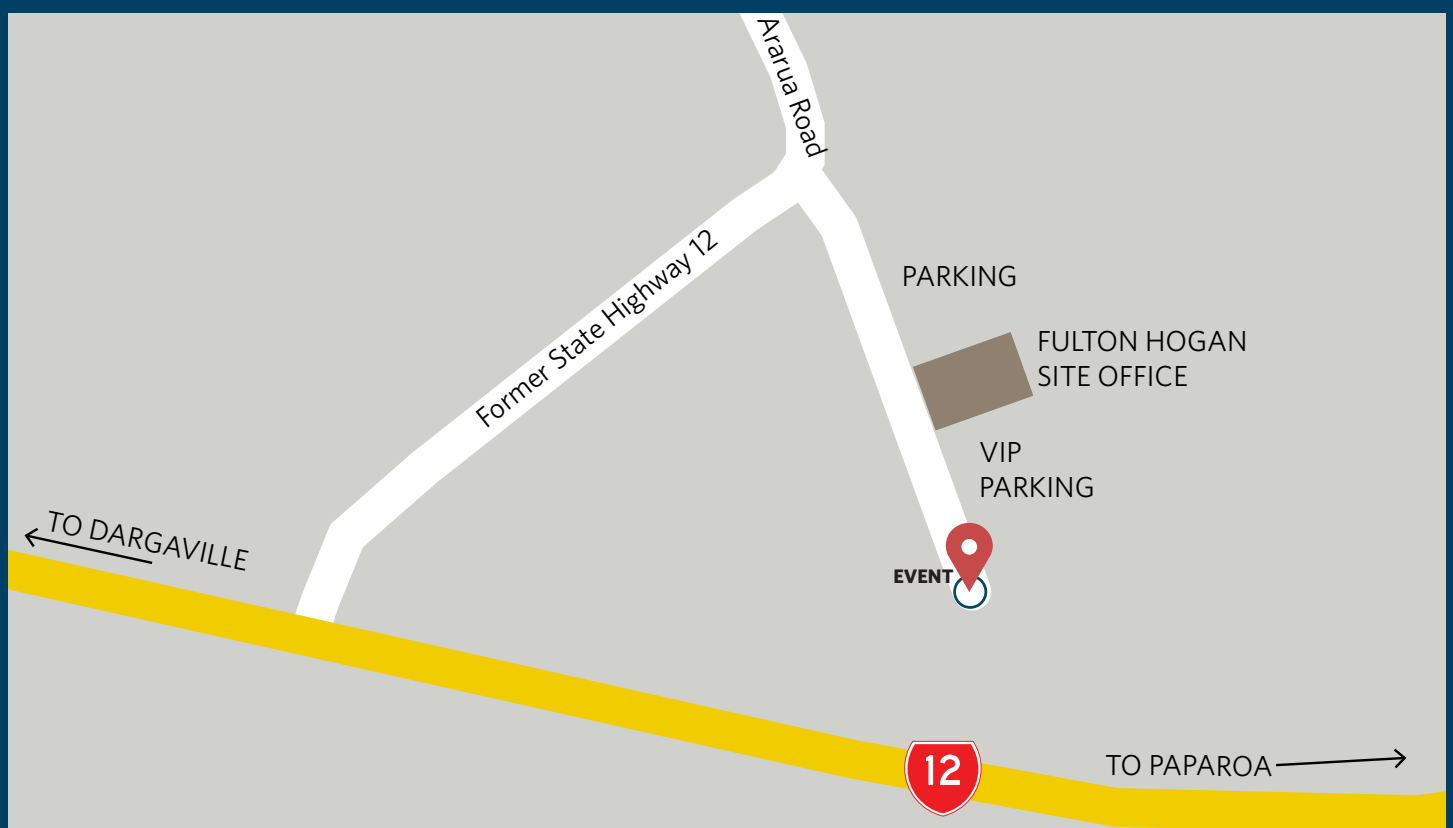 Ararua Road
Former State Highway 12
PARKING
FULTON HOGAN
SITE OFFICE
VIP
PARKING
TO DARGAVILLE
EVENT
12
TO PAPAROA